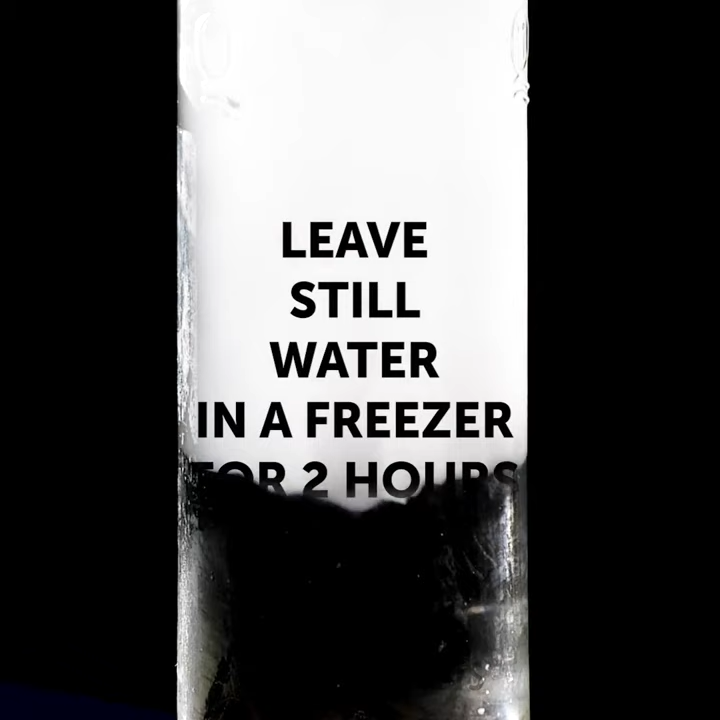 LEAVE
STILL
WATER
IN A FREEZER
FOR 2 HOURS